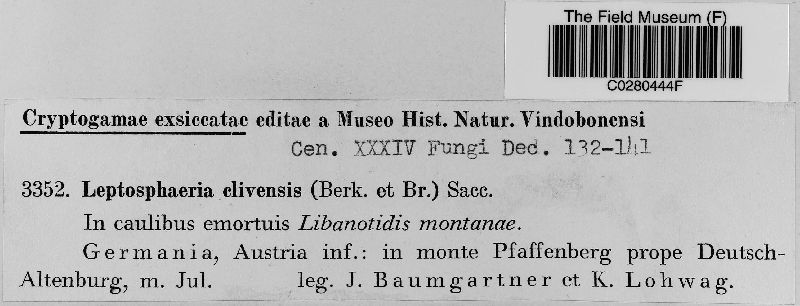 The Field Museum (F)
C0280444F
Cryptogamae exsiccatae editae a Museo Hist. Natur. Vindobonensi
Cen. XXXIV Fungi Ded. 132-141
3352. Leptosphaeria clivensis (Berk. et Br.) Sacc.
In caulibus emortuis Libanotidis montanae.
Germania, Austria inf.: in monte Pfaffenberg prope Deutsch-
Altenburg, m. Jul. leg. J. Baumgartner et K. Lohwag.